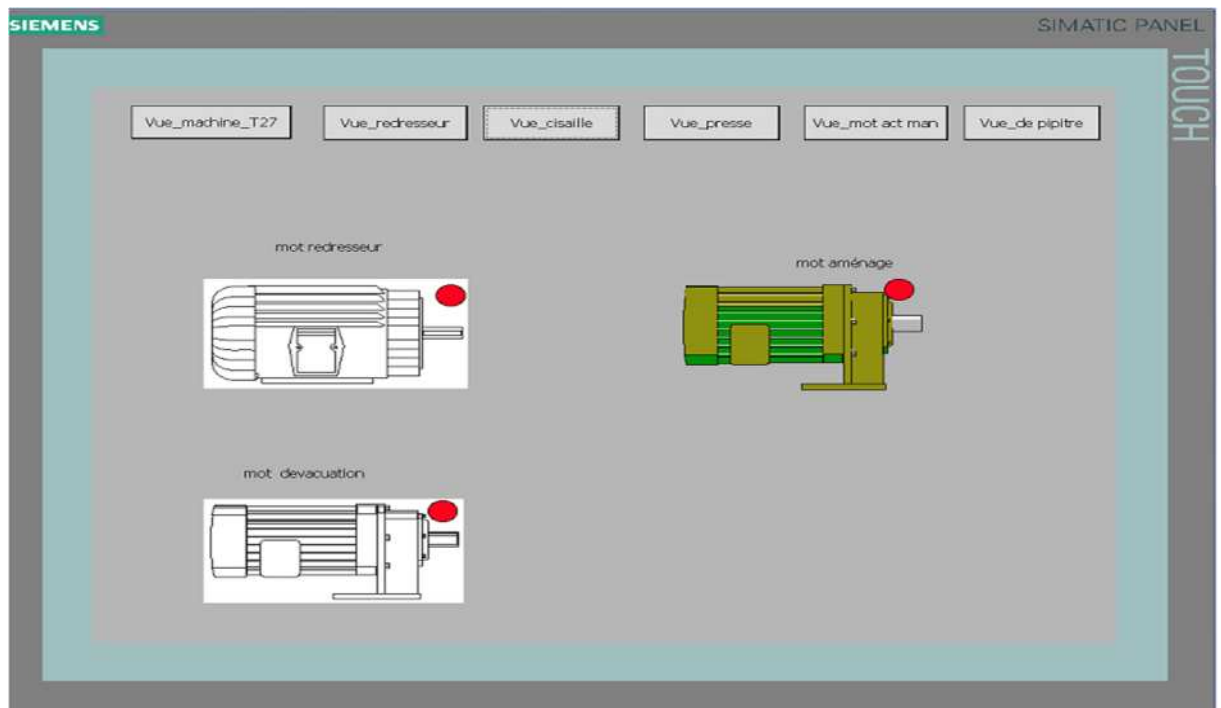 SIEMENS
SIMATIC PANEL
TOUCH
Vue_machine_T27 Vue_redresseur Vue_cisaille Vue_presse Vue_mot act man Vue_de pipitre
mot redresseur
mot aménage
mot devacuation